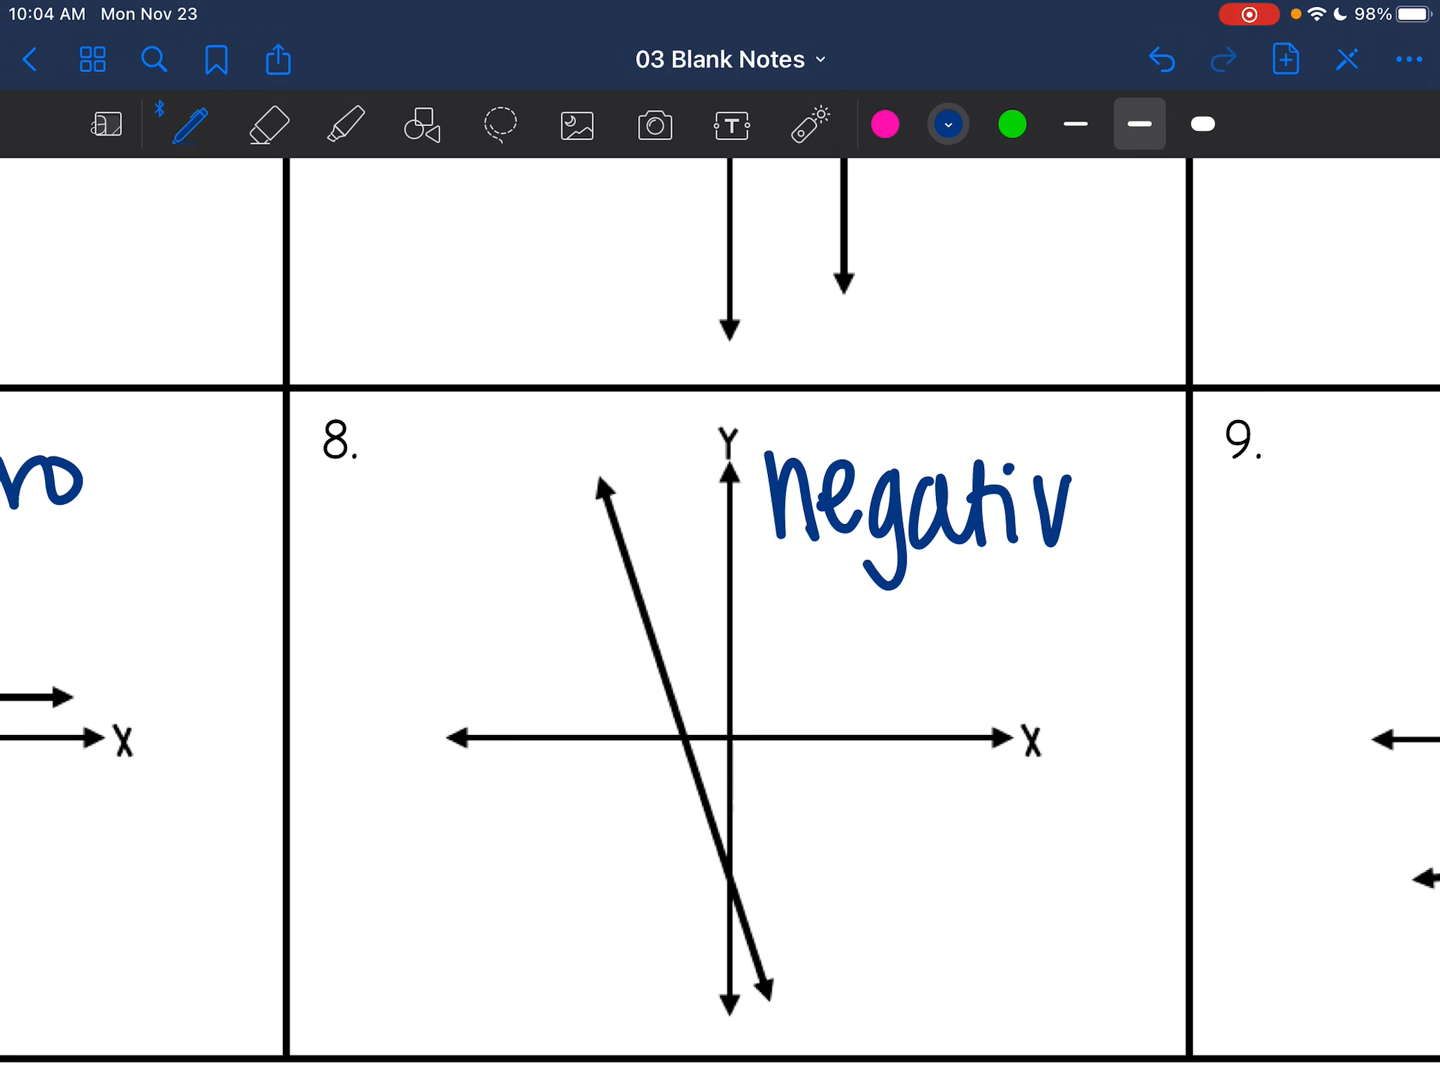 10:04 AM Mon Nov 23
98%
03 Blank Notes
T
8.
Y
negativ
9.
ro
X
X